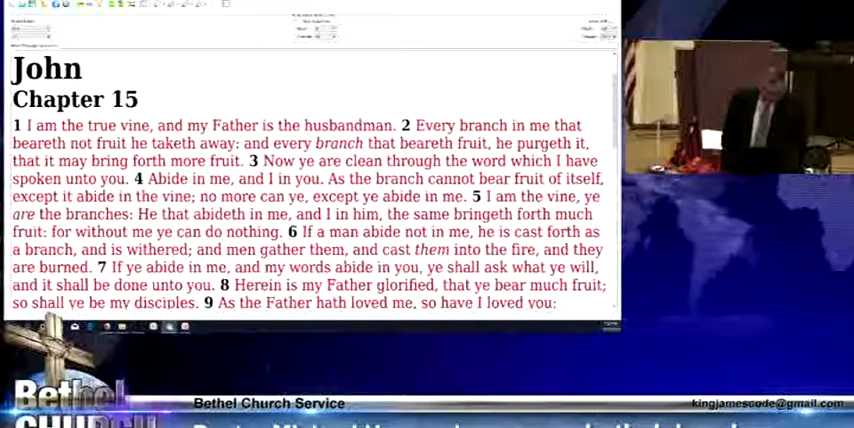 John
Chapter 15
1 I am the true vine, and my Father is the husbandman. 2 Every branch in me that
beareth not fruit he taketh away: and every branch that beareth fruit, he purgeth it,
that it may bring forth more fruit. 3 Now ye are clean through the word which I have
spoken unto you. 4 Abide in me, and I in you. As the branch cannot bear fruit of itself,
except it abide in the vine; no more can ye, except ye abide in me. 5 I am the vine, ye
are the branches: He that abideth in me, and I in him, the same bringeth forth much
fruit: for without me ye can do nothing. 6 If a man abide not in me, he is cast forth as
a branch, and is withered; and men gather them, and cast them into the fire, and they
are burned. 7 If ye abide in me, and my words abide in you, ye shall ask what ye will,
and it shall be done unto you. 8 Herein is my Father glorified, that ye bear much fruit;
so shall ye be my disciples. 9 As the Father hath loved me, so have I loved you:
Bethel
CHURCH
Bethel Church Service
kingjamescode@gmail.com